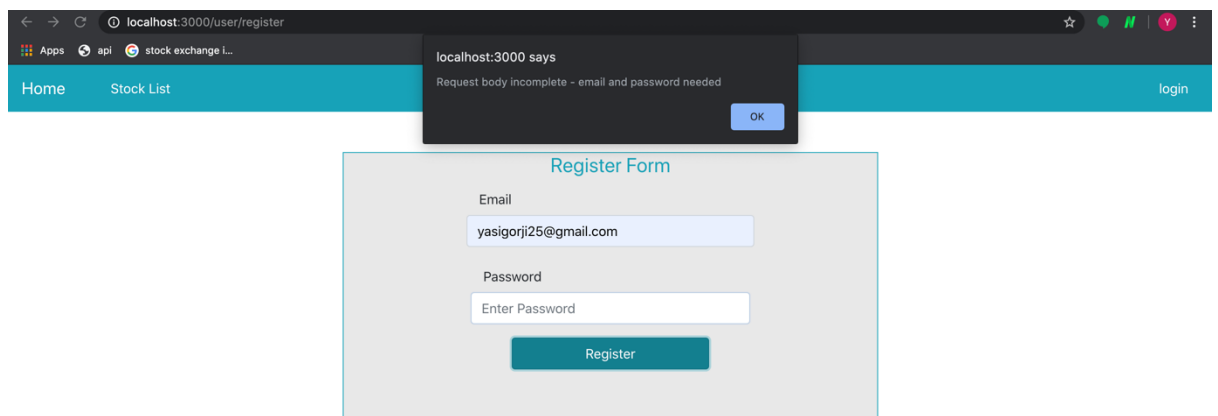 localhost:3000/user/register
Apps api stock exchange i...
localhost:3000 says
Request body incomplete - email and password needed
OK
Home Stock List login
Register Form
Email
yasigorji25@gmail.com
Password
Enter Password
Register